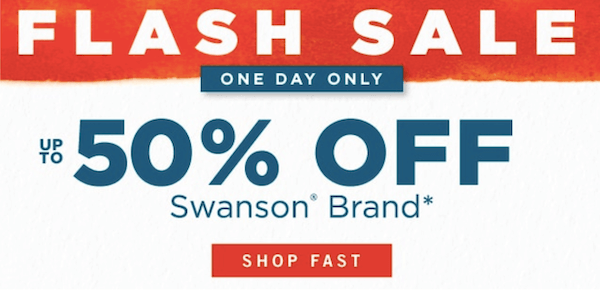 FLASH SALE
ONE DAY ONLY
UP TO 50% OFF
Swanson® Brand*
SHOP FAST